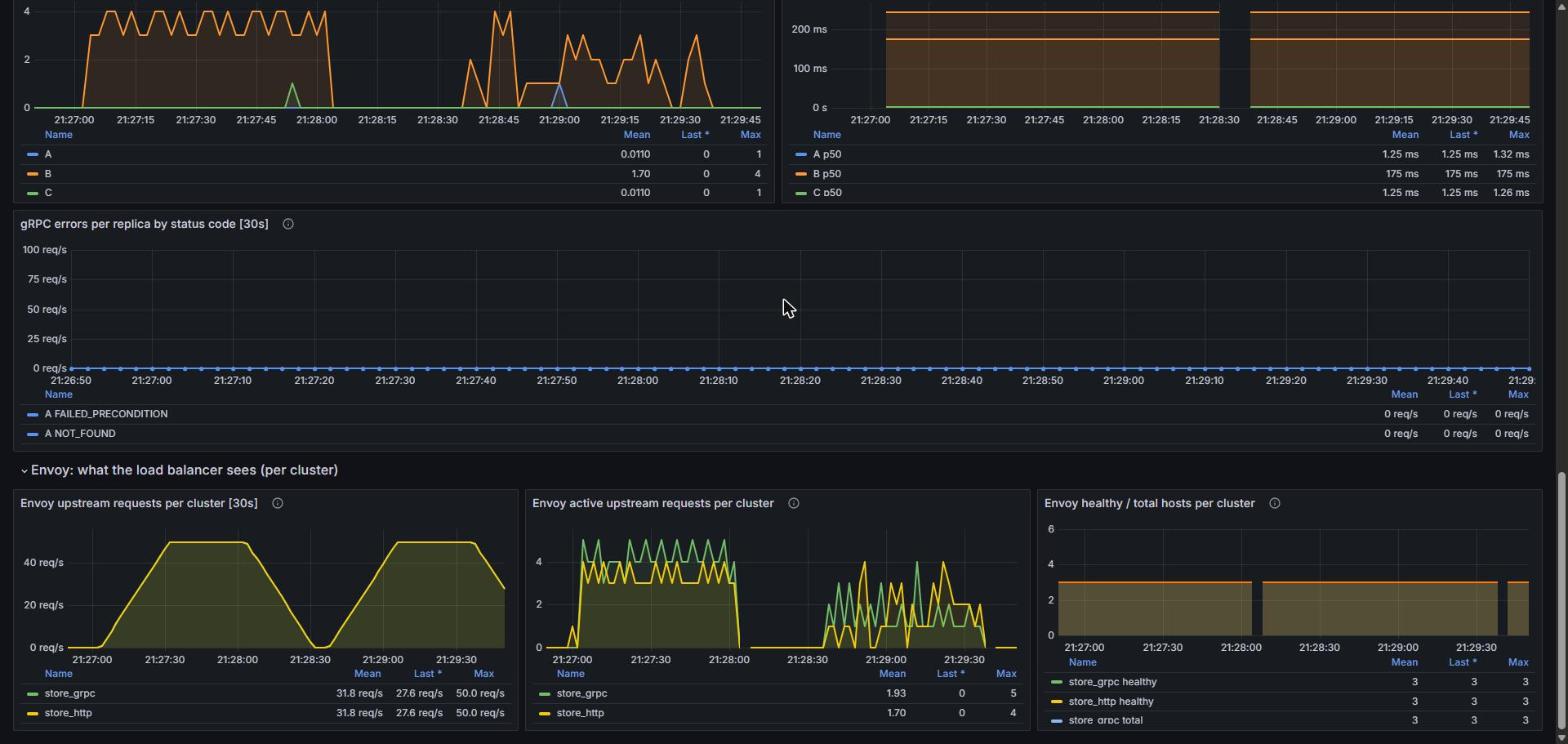 4
2
0
21:27:00 21:27:15 21:27:30 21:27:45 21:28:00 21:28:15 21:28:30 21:28:45 21:29:00 21:29:15 21:29:30 21:29:45
Name Mean Last * Max
A 0.0110 0 1
B 1.70 0 4
C 0.0110 0 1
200 ms
100 ms
0 s
21:27:00 21:27:15 21:27:30 21:27:45 21:28:00 21:28:15 21:28:30 21:28:45 21:29:00 21:29:15 21:29:30 21:29:45
Name Mean Last * Max
A p50 1.25 ms 1.25 ms 1.32 ms
B p50 175 ms 175 ms 175 ms
C p50 1.25 ms 1.25 ms 1.26 ms
gRPC errors per replica by status code [30s]
100 req/s
75 req/s
50 req/s
25 req/s
0 req/s
21:26:50 21:27:00 21:27:10 21:27:20 21:27:30 21:27:40 21:27:50 21:28:00 21:28:10 21:28:20 21:28:30 21:28:40 21:28:50 21:29:00 21:29:10 21:29:20 21:29:30 21:29:40 21:29:
Name Mean Last * Max
A FAILED_PRECONDITION 0 req/s 0 req/s 0 req/s
A NOT_FOUND 0 req/s 0 req/s 0 req/s
Envoy: what the load balancer sees (per cluster)
Envoy upstream requests per cluster [30s]
40 req/s
20 req/s
0 req/s
21:27:00 21:27:30 21:28:00 21:28:30 21:29:00 21:29:30
Name Mean Last * Max
store_grpc 31.8 req/s 27.6 req/s 50.0 req/s
store_http 31.8 req/s 27.6 req/s 50.0 req/s
Envoy active upstream requests per cluster
4
2
0
21:27:00 21:27:30 21:28:00 21:28:30 21:29:00 21:29:30
Name Mean Last * Max
store_grpc 1.93 0 5
store_http 1.70 0 4
Envoy healthy / total hosts per cluster
6
4
2
0
21:27:00 21:27:30 21:28:00 21:28:30 21:29:00 21:29:30
Name Mean Last * Max
store_grpc healthy 3 3 3
store_http healthy 3 3 3
store_grpc total 3 3 3